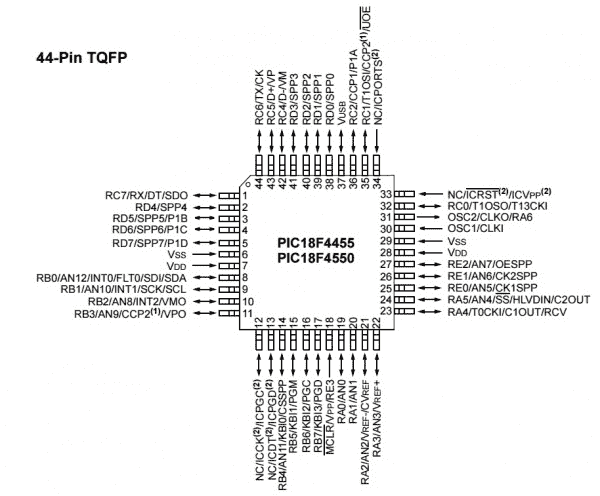 44-Pin TQFP
RC6/TX/CK
RC5/D+/VP
RC4/D-/VM
RD3/SPP3
RD2/SPP2
RD1/SPP1
RD0/SPP0
VUSB
RC2/CCP1/P1A
RC1/T1OSI/CCP2(1)/UOE
NC/ICPORTS(2)
44 43 42 41 40 39 38 37 36 35 34
RC7/RX/DT/SDO 1
RD4/SPP4 2
RD5/SPP5/P1B 3
RD6/SPP6/P1C 4
RD7/SPP7/P1D 5
VSS 6
VDD 7
RB0/AN12/INT0/FLT0/SDI/SDA 8
RB1/AN10/INT1/SCK/SCL 9
RB2/AN8/INT2/VMO 10
RB3/AN9/CCP2(1)/VPO 11
PIC18F4455
PIC18F4550
33 NC/ICRST(2)/ICVPP(2)
32 RC0/T1OSO/T13CKI
31 OSC2/CLKO/RA6
30 OSC1/CLKI
29 VSS
28 VDD
27 RE2/AN7/OESPP
26 RE1/AN6/CK2SPP
25 RE0/AN5/CK1SPP
24 RA5/AN4/SS/HLVDIN/C2OUT
23 RA4/T0CKI/C1OUT/RCV
12 13 14 15 16 17 18 19 20 21 22
NC/ICCK(2)/ICPGC(2)
NC/ICDT(2)/ICPGD(2)
RB4/AN11/KBI0/CSSPP
RB5/KBI1/PGM
RB6/KBI2/PGC
RB7/KBI3/PGD
MCLR/VPP/RE3
RA0/AN0
RA1/AN1
RA2/AN2/VREF-/CVREF
RA3/AN3/VREF+